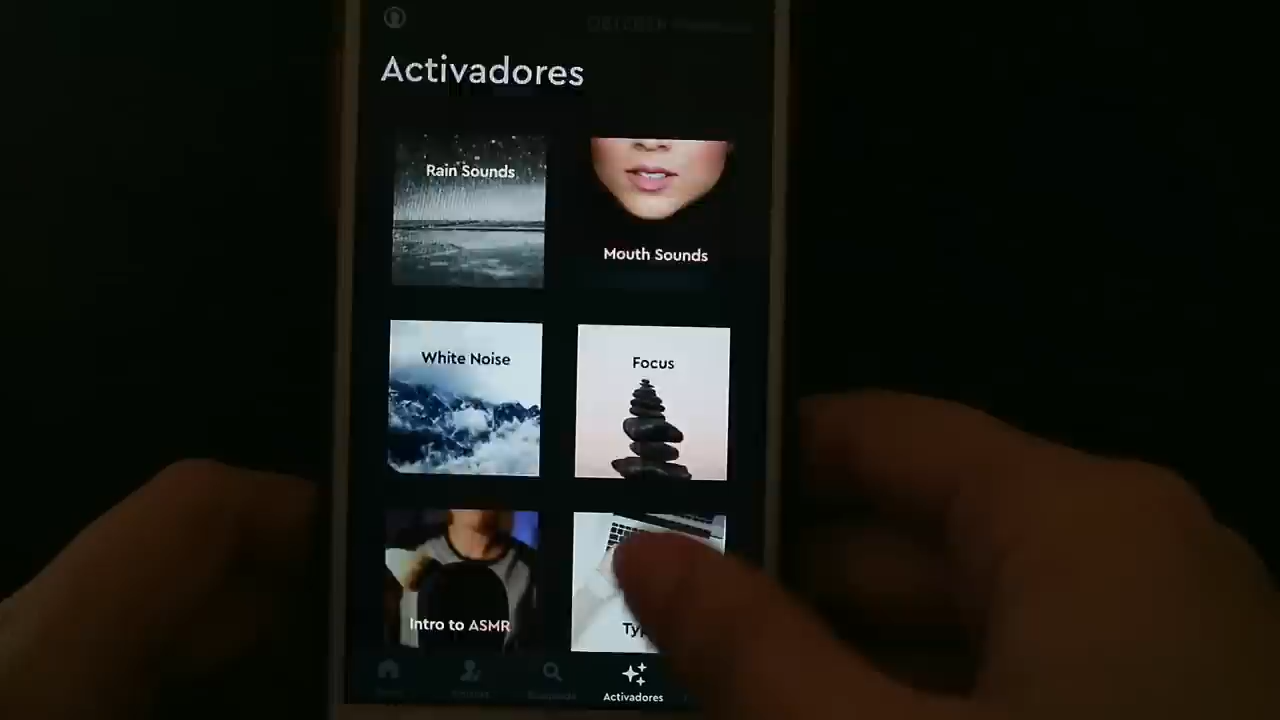 Activadores
Rain Sounds
Mouth Sounds
White Noise
Focus
Intro to ASMR
Activadores